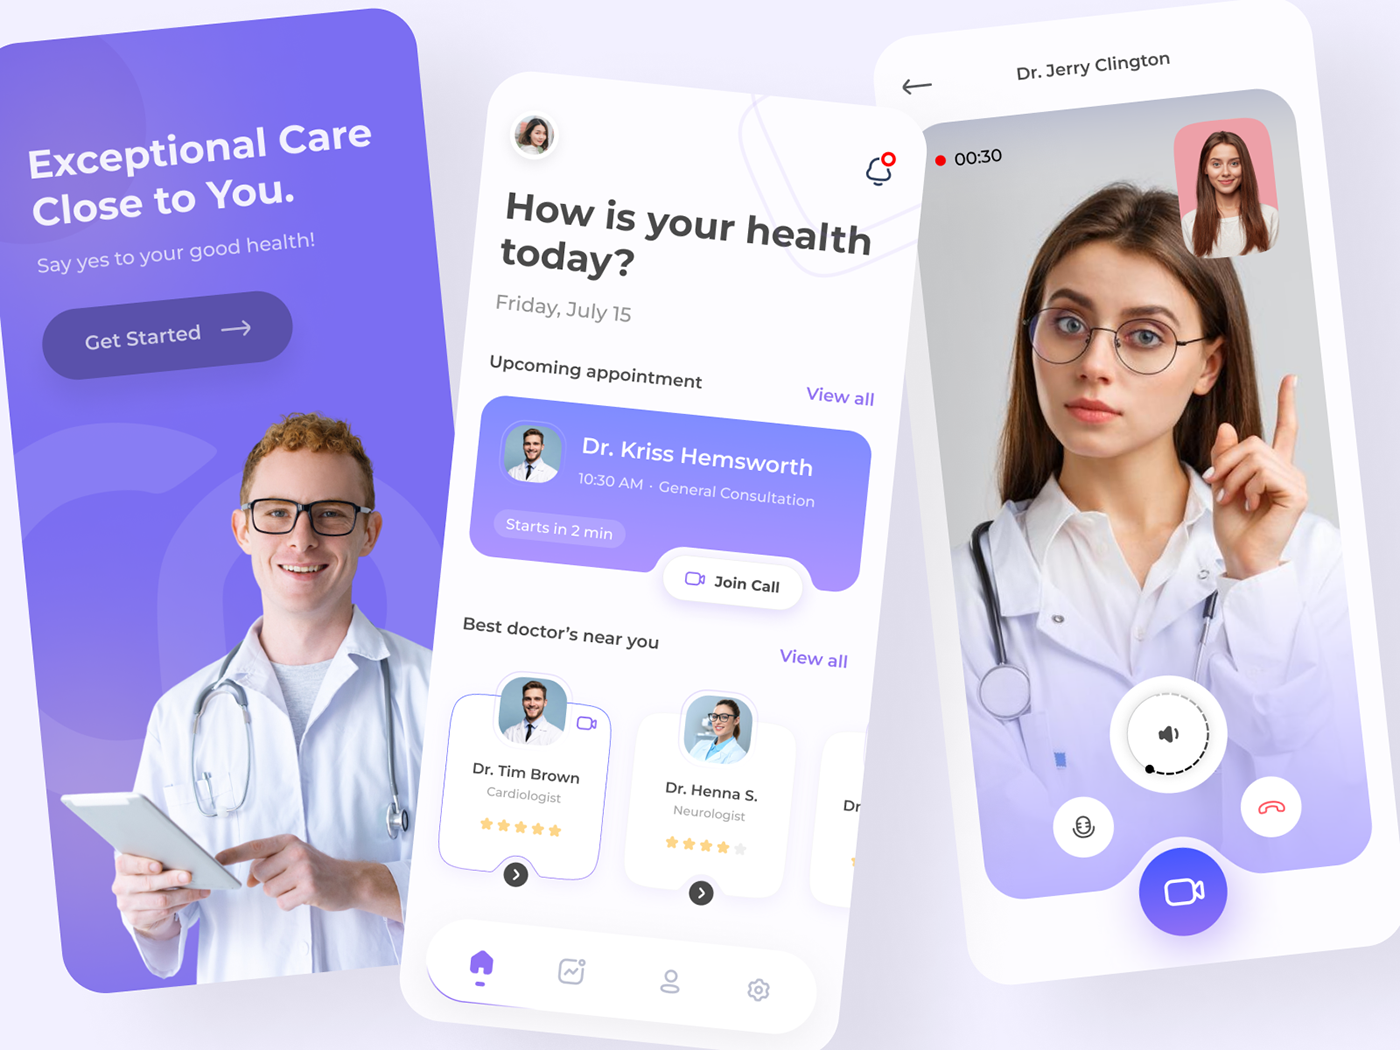 Exceptional Care
Close to You.
Say yes to your good health!
Get Started
How is your health
today?
Friday, July 15
Upcoming appointment
View all
Dr. Kriss Hemsworth
10:30 AM · General Consultation
Starts in 2 min
Join Call
Best doctor's near you
View all
Dr. Tim Brown
Cardiologist
Dr. Henna S.
Neurologist
Dr
Dr. Jerry Clington
00:30